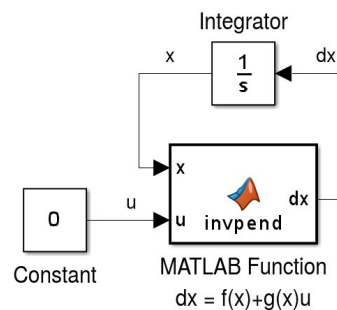 Integrator
x
dx
1
s
x
u
dx
0
u
invpend
Constant
MATLAB Function
dx = f(x)+g(x)u